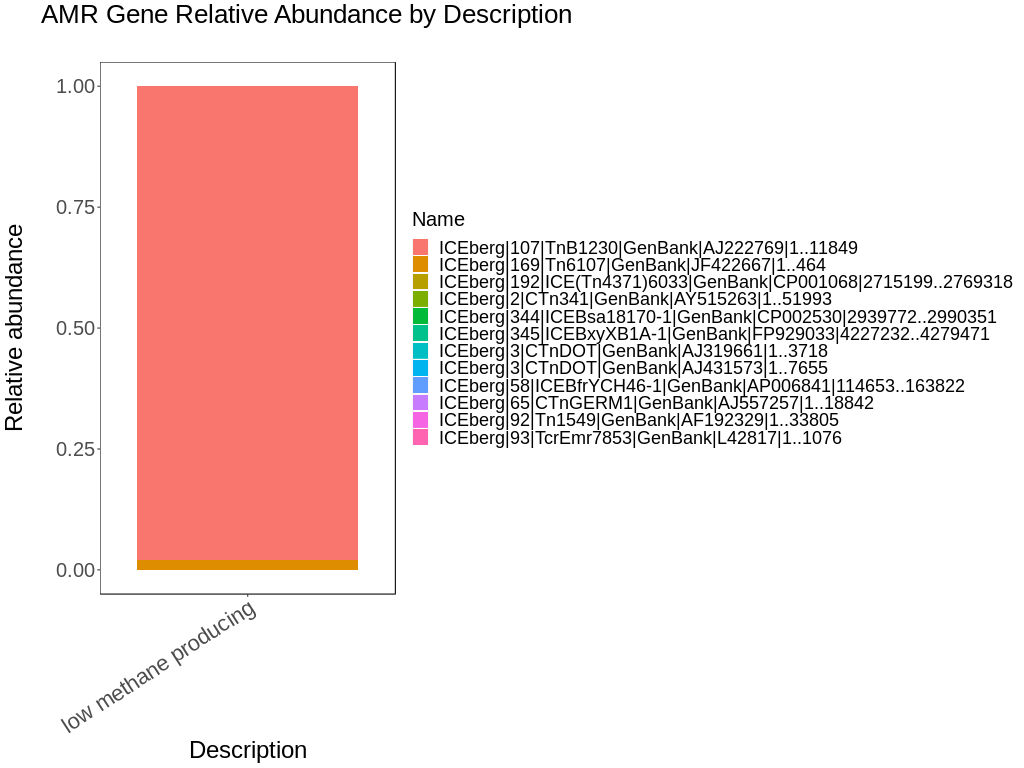 AMR Gene Relative Abundance by Description
Relative abundance
1.00
0.75
0.50
0.25
0.00
low methane producing
Description
Name
ICEberg|107|TnB1230|GenBank|AJ222769|1..11849
ICEberg|169|Tn6107|GenBank|JF422667|1..464
ICEberg|192|ICE(Tn4371)6033|GenBank|CP001068|2715199..2769318
ICEberg|2|CTn341|GenBank|AY515263|1..51993
ICEberg|344|ICEBsa18170-1|GenBank|CP002530|2939772..2990351
ICEberg|345|ICEBxyXB1A-1|GenBank|FP929033|4227232..4279471
ICEberg|3|CTnDOT|GenBank|AJ319661|1..3718
ICEberg|3|CTnDOT|GenBank|AJ431573|1..7655
ICEberg|58|ICEBfrYCH46-1|GenBank|AP006841|114653..163822
ICEberg|65|CTnGERM1|GenBank|AJ557257|1..18842
ICEberg|92|Tn1549|GenBank|AF192329|1..33805
ICEberg|93|TcrEmr7853|GenBank|L42817|1..1076